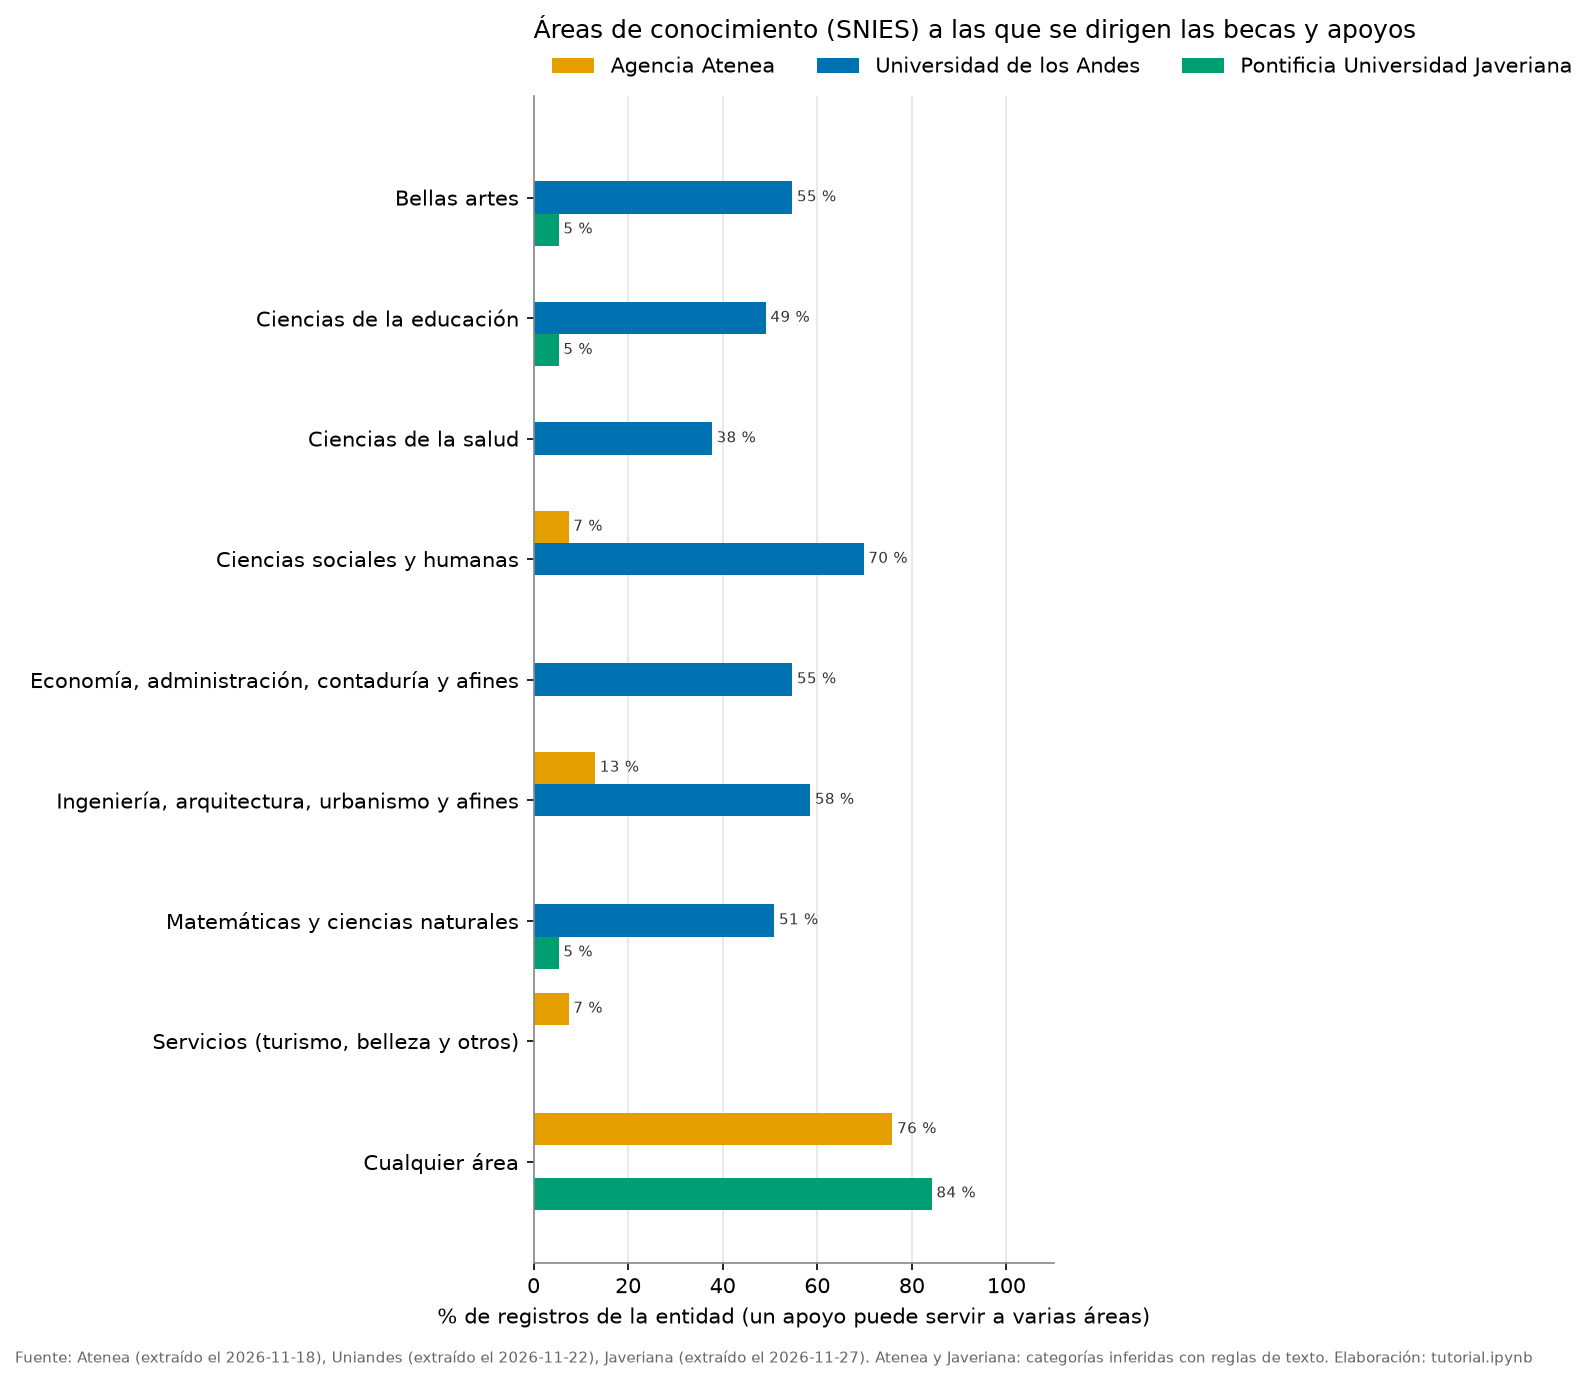 Áreas de conocimiento (SNIES) a las que se dirigen las becas y apoyos
Agencia Atenea
Universidad de los Andes
Pontificia Universidad Javeriana
Bellas artes
55 %
5 %
Ciencias de la educación
49 %
5 %
Ciencias de la salud
38 %
7 %
Ciencias sociales y humanas
70 %
Economía, administración, contaduría y afines
55 %
13 %
Ingeniería, arquitectura, urbanismo y afines
58 %
Matemáticas y ciencias naturales
51 %
5 %
7 %
Servicios (turismo, belleza y otros)
76 %
Cualquier área
84 %
0 20 40 60 80 100
% de registros de la entidad (un apoyo puede servir a varias áreas)
Fuente: Atenea (extraído el 2026-11-18), Uniandes (extraído el 2026-11-22), Javeriana (extraído el 2026-11-27). Atenea y Javeriana: categorías inferidas con reglas de texto. Elaboración: tutorial.ipynb